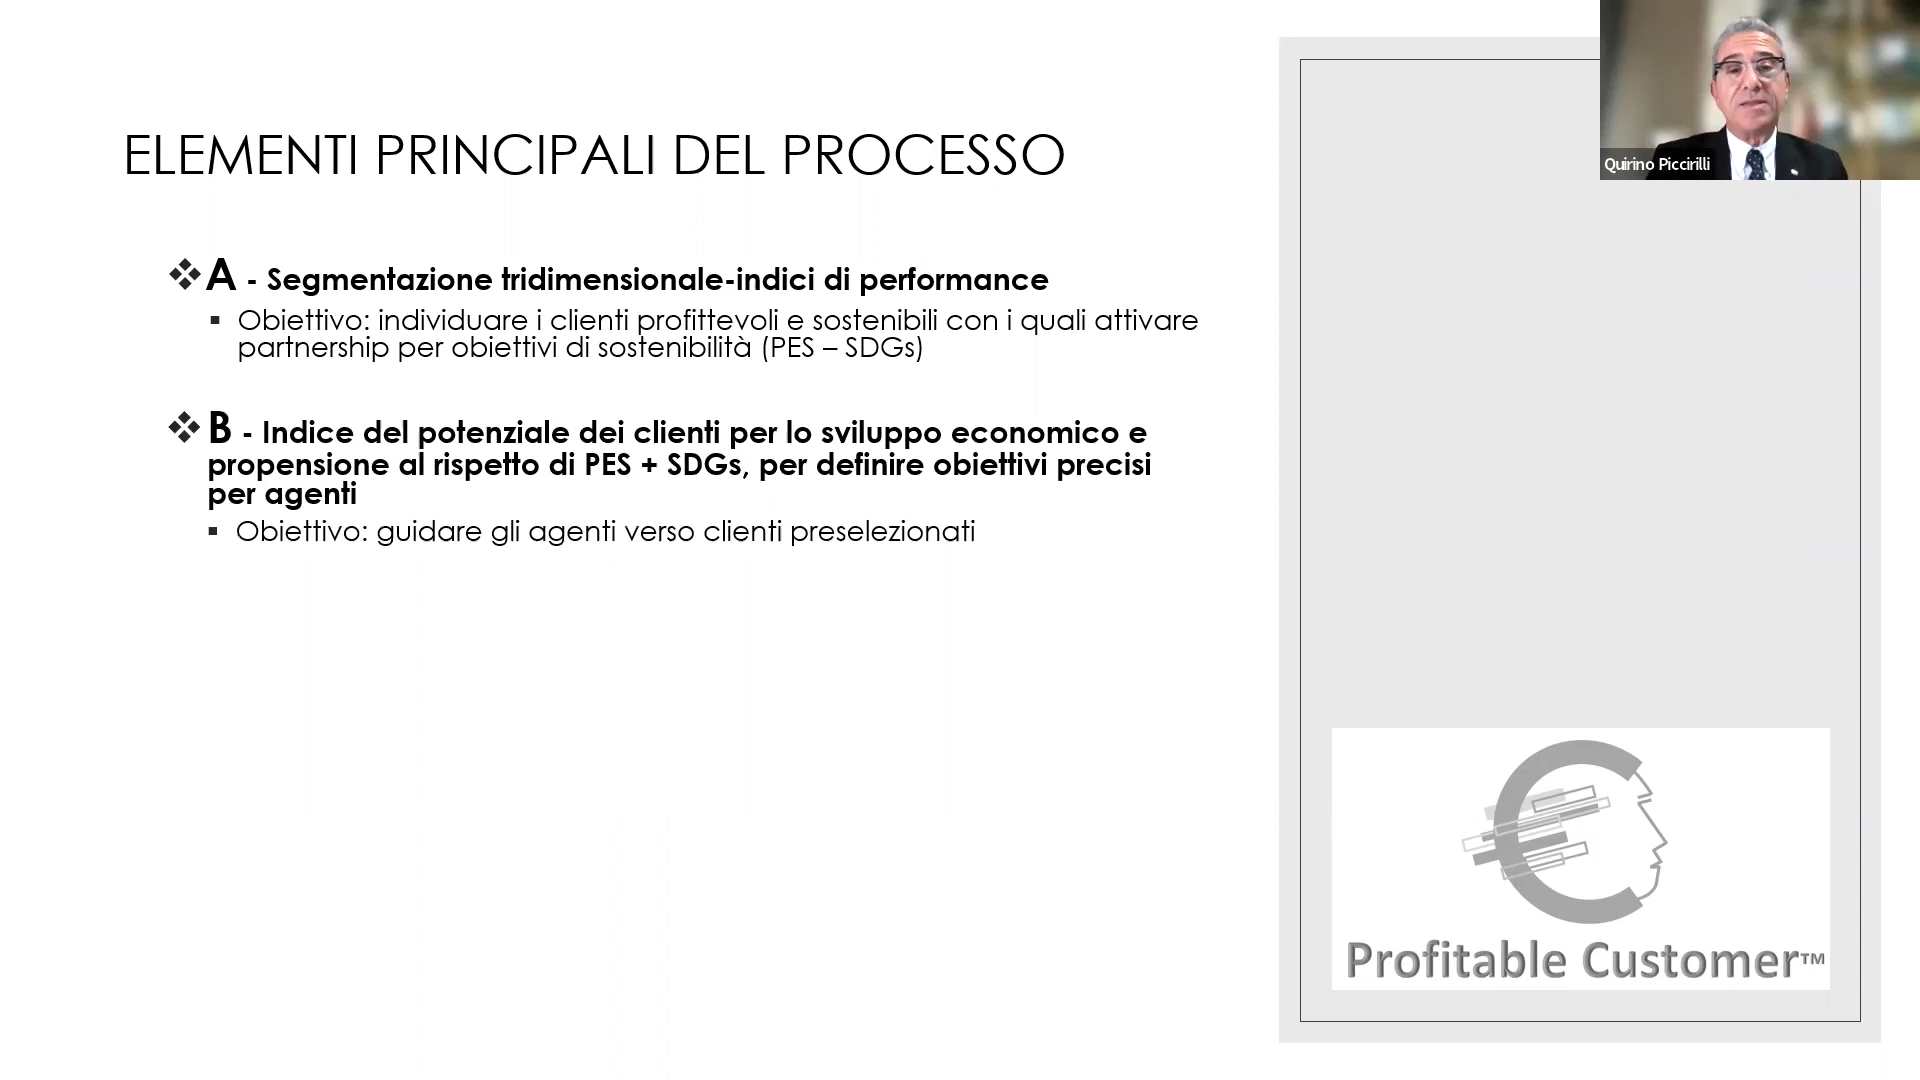 Quirino Piccirilli
ELEMENTI PRINCIPALI DEL PROCESSO
A - Segmentazione tridimensionale-indici di performance
Obiettivo: individuare i clienti profittevoli e sostenibili con i quali attivare
partnership per obiettivi di sostenibilità (PES – SDGs)
B - Indice del potenziale dei clienti per lo sviluppo economico e
propensione al rispetto di PES + SDGs, per definire obiettivi precisi
per agenti
Obiettivo: guidare gli agenti verso clienti preselezionati
Profitable Customer™